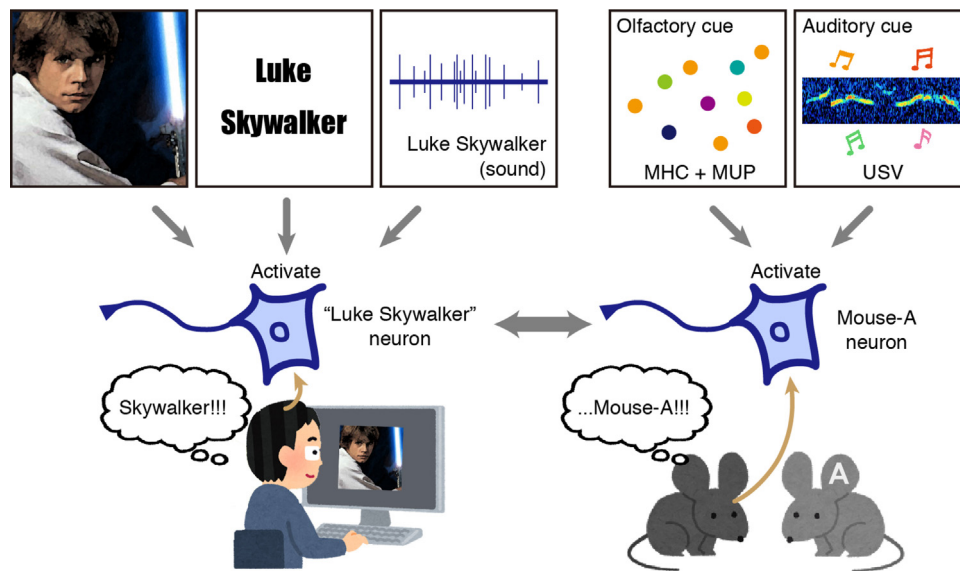 Luke
Skywalker
Luke Skywalker
(sound)
Olfactory cue
MHC + MUP
Auditory cue
USV
Activate
“Luke Skywalker”
neuron
Skywalker!!!
Activate
Mouse-A
neuron
...Mouse-A!!!
A